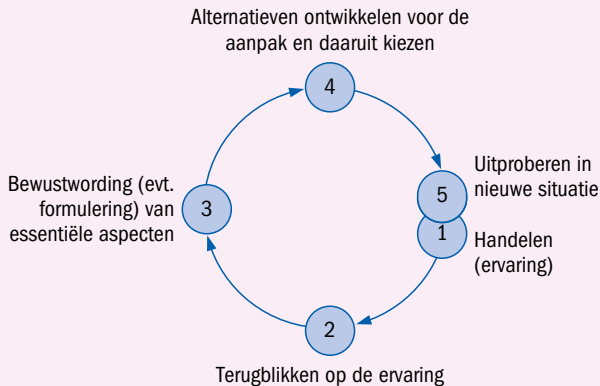 Alternatieven ontwikkelen voor de
aanpak en daaruit kiezen
4
Uitproberen in
nieuwe situatie
5
1
Handelen
(ervaring)
2
Terugblikken op de ervaring
3
Bewustwording (evt.
formulering) van
essentiële aspecten